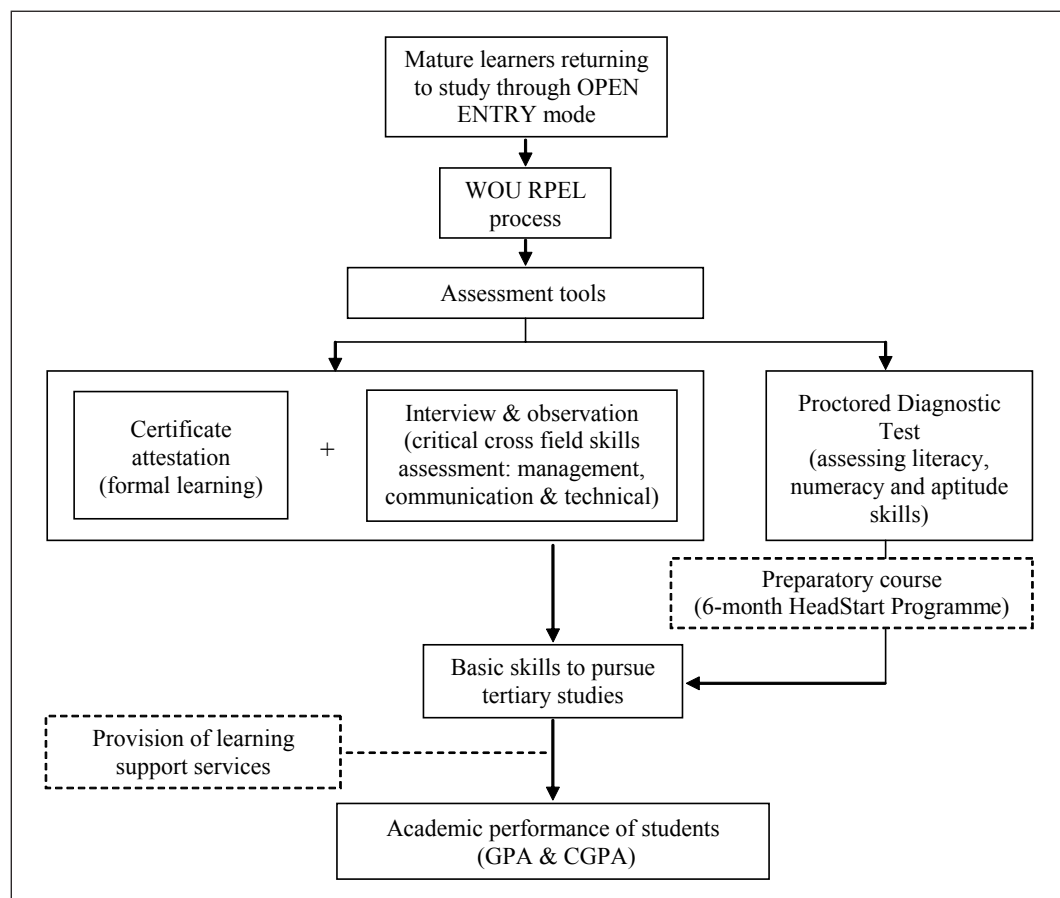 Mature learners returning
to study through OPEN
ENTRY mode
WOU RPEL
process
Assessment tools
Certificate
attestation
(formal learning)
+
Interview & observation
(critical cross field skills
assessment: management,
communication & technical)
Proctored Diagnostic
Test
(assessing literacy,
numeracy and aptitude
skills)
Preparatory course
(6-month HeadStart Programme)
Basic skills to pursue
tertiary studies
Provision of learning
support services
Academic performance of students
(GPA & CGPA)